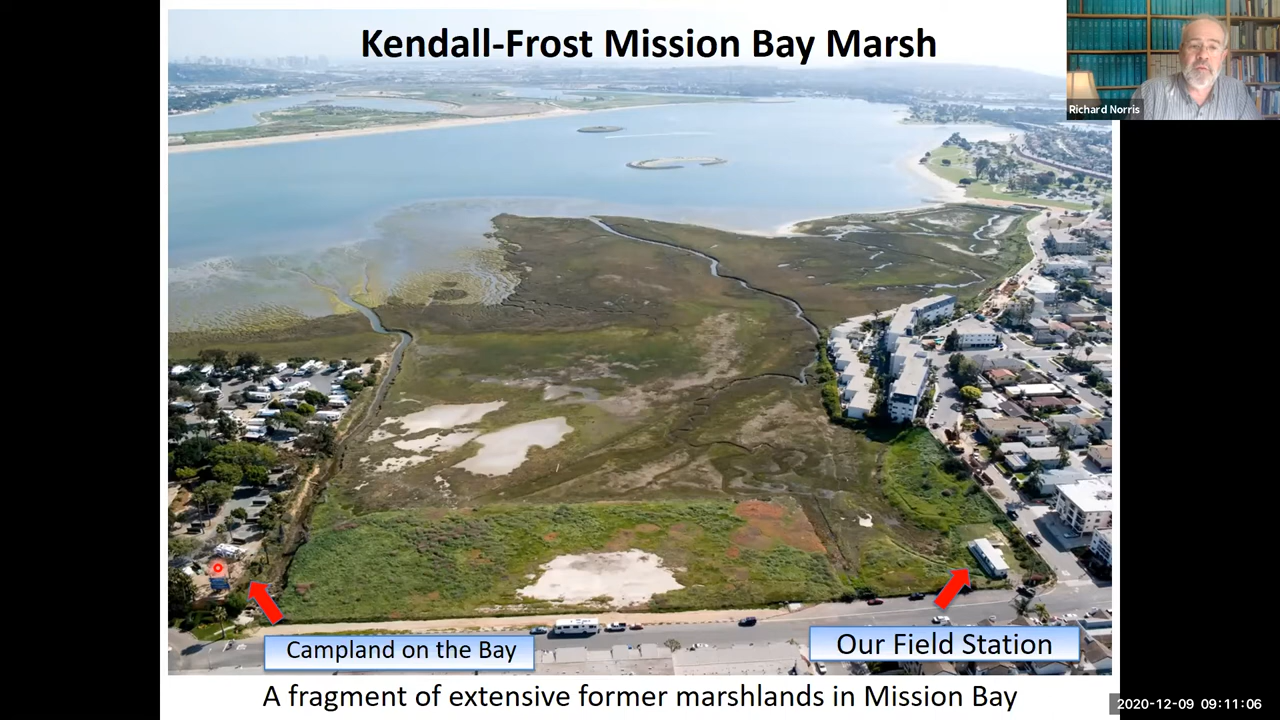 Kendall-Frost Mission Bay Marsh
Richard Norris
Campland on the Bay
Our Field Station
A fragment of extensive former marshlands in Mission Bay
2020-12-09 09:11:06